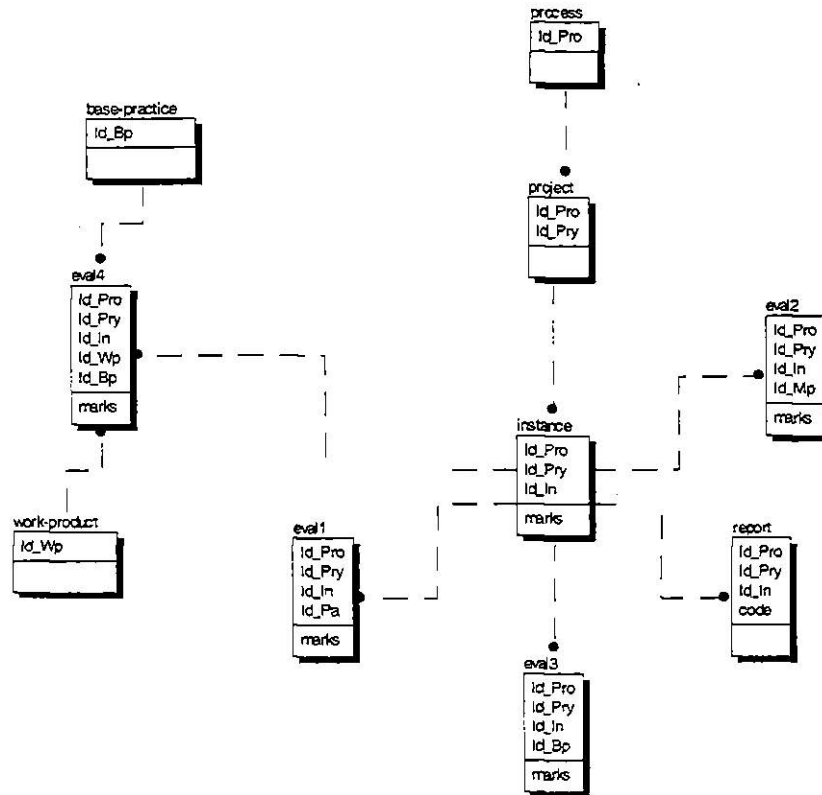 process
Id_Pro
base-practice
Id_Bp
project
Id_Pro
Id_Pry
eval4
Id_Pro
Id_Pry
Id_In
Id_Wp
Id_Bp
marks
eval2
Id_Pro
Id_Pry
Id_In
Id_Mp
marks
instance
Id_Pro
Id_Pry
Id_In
marks
work-product
Id_Wp
eval1
Id_Pro
Id_Pry
Id_In
Id_Pa
marks
report
Id_Pro
Id_Pry
Id_In
code
eval3
Id_Pro
Id_Pry
Id_In
Id_Bp
marks